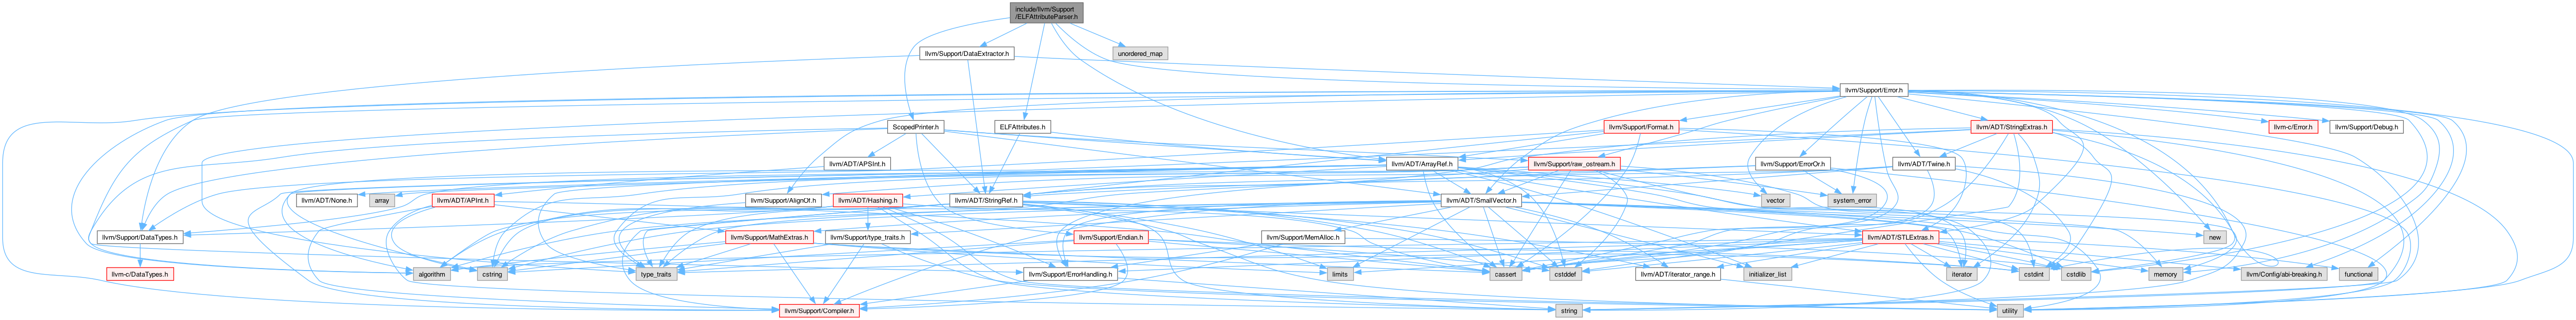 include/llvm/Support
/ELFAttributeParser.h
llvm/Support/DataExtractor.h
unordered_map
llvm/Support/Error.h
ScopedPrinter.h
ELFAttributes.h
llvm/Support/Format.h
llvm/ADT/StringExtras.h
llvm-c/Error.h
llvm/Support/Debug.h
llvm/ADT/APSInt.h
llvm/ADT/ArrayRef.h
llvm/Support/raw_ostream.h
llvm/Support/ErrorOr.h
llvm/ADT/Twine.h
llvm/ADT/None.h
array
llvm/ADT/APInt.h
llvm/Support/AlignOf.h
llvm/ADT/Hashing.h
llvm/ADT/StringRef.h
llvm/ADT/SmallVector.h
vector
system_error
llvm/Support/DataTypes.h
llvm/Support/MathExtras.h
llvm/Support/type_traits.h
llvm/Support/Endian.h
llvm/Support/MemAlloc.h
llvm/ADT/STLExtras.h
new
llvm-c/DataTypes.h
algorithm
cstring
type_traits
llvm/Support/ErrorHandling.h
limits
cassert
cstddef
llvm/ADT/iterator_range.h
initializer_list
iterator
cstdint
cstdlib
memory
llvm/Config/abi-breaking.h
functional
llvm/Support/Compiler.h
string
utility